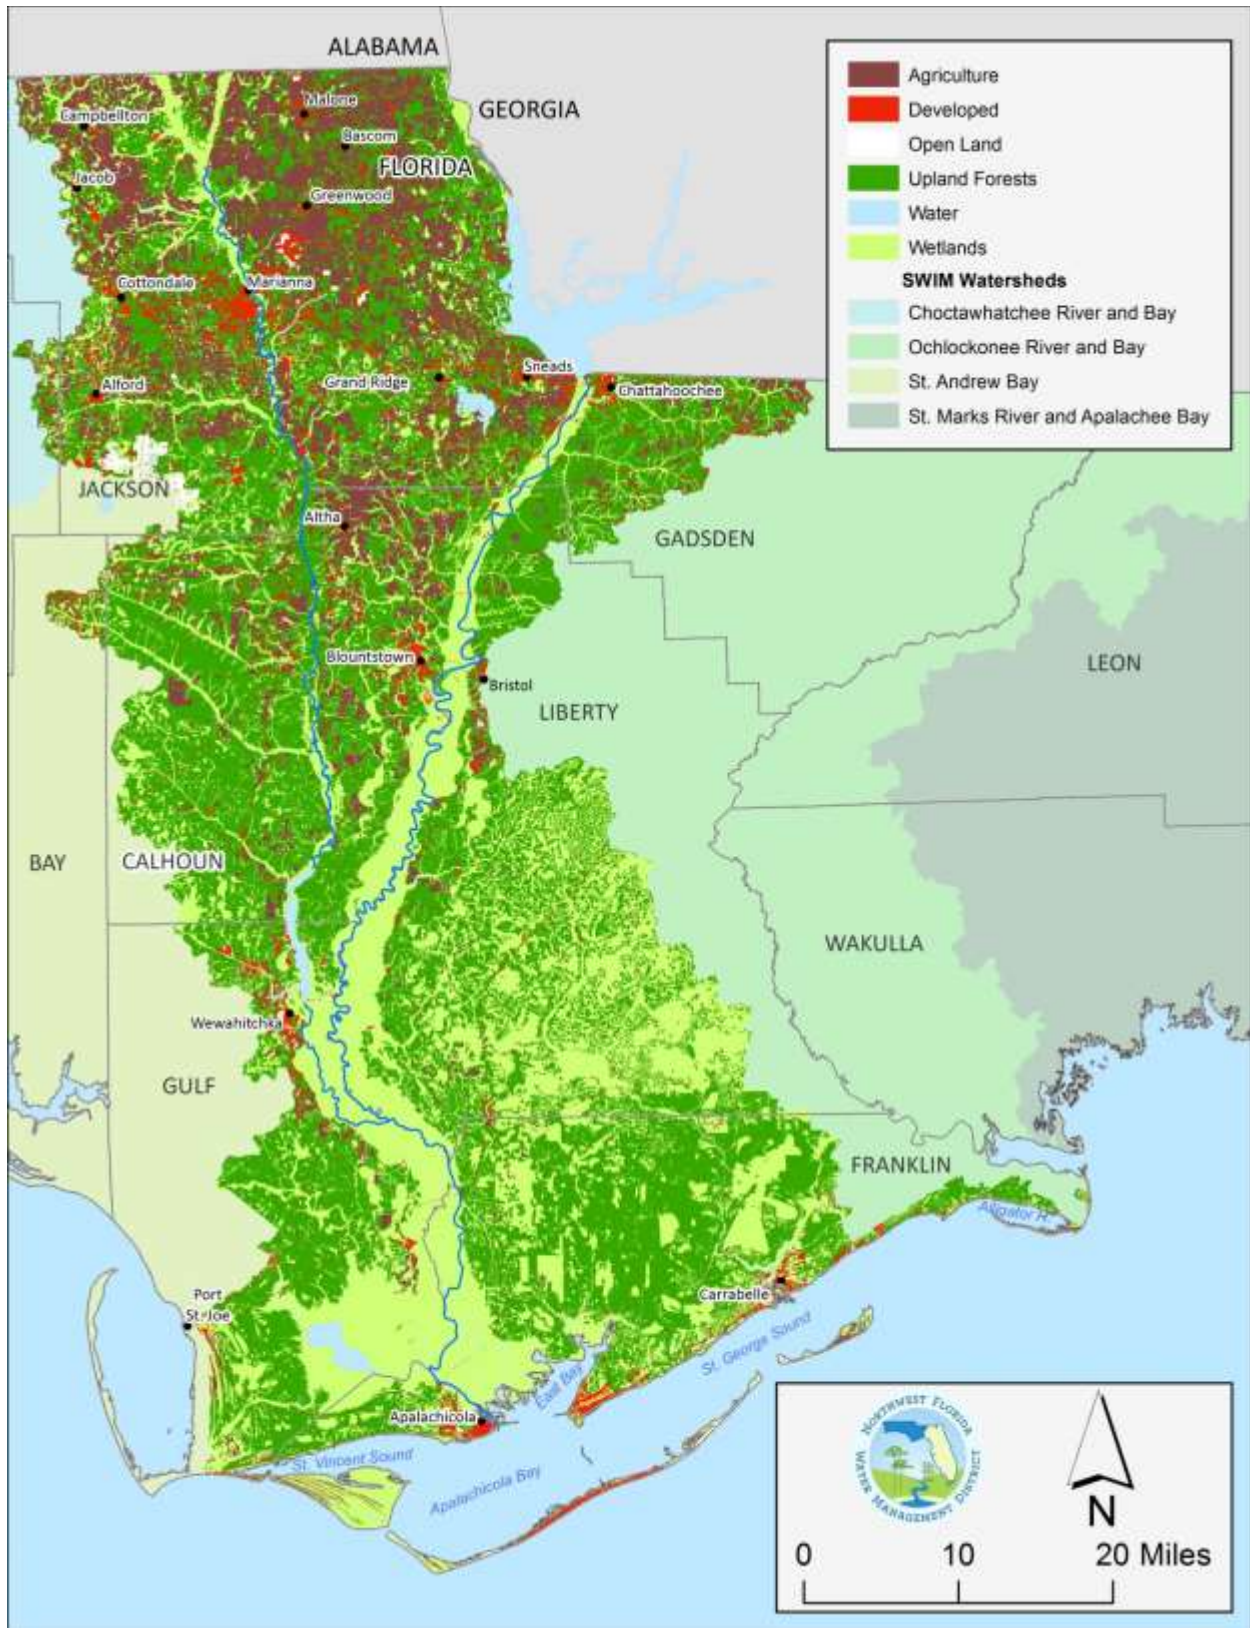 ALABAMA
GEORGIA
FLORIDA
Agriculture
Developed
Open Land
Upland Forests
Water
Wetlands
SWIM Watersheds
Choctawhatchee River and Bay
Ochlockonee River and Bay
St. Andrew Bay
St. Marks River and Apalachee Bay
Campbellton
Malone
Bascom
Jacob
Greenwood
Cottondale
Marianna
Alford
Grand Ridge
Sneads
Chattahoochee
JACKSON
Altha
GADSDEN
LEON
Blountstown
Bristol
LIBERTY
BAY
CALHOUN
WAKULLA
Wewahitchka
GULF
FRANKLIN
Alligator H.
Port
St. Joe
Carrabelle
St. George Sound
East Bay
Apalachicola
St. Vincent Sound
Apalachicola Bay
NORTHWEST FLORIDA
WATER MANAGEMENT DISTRICT
N
0 10 20 Miles